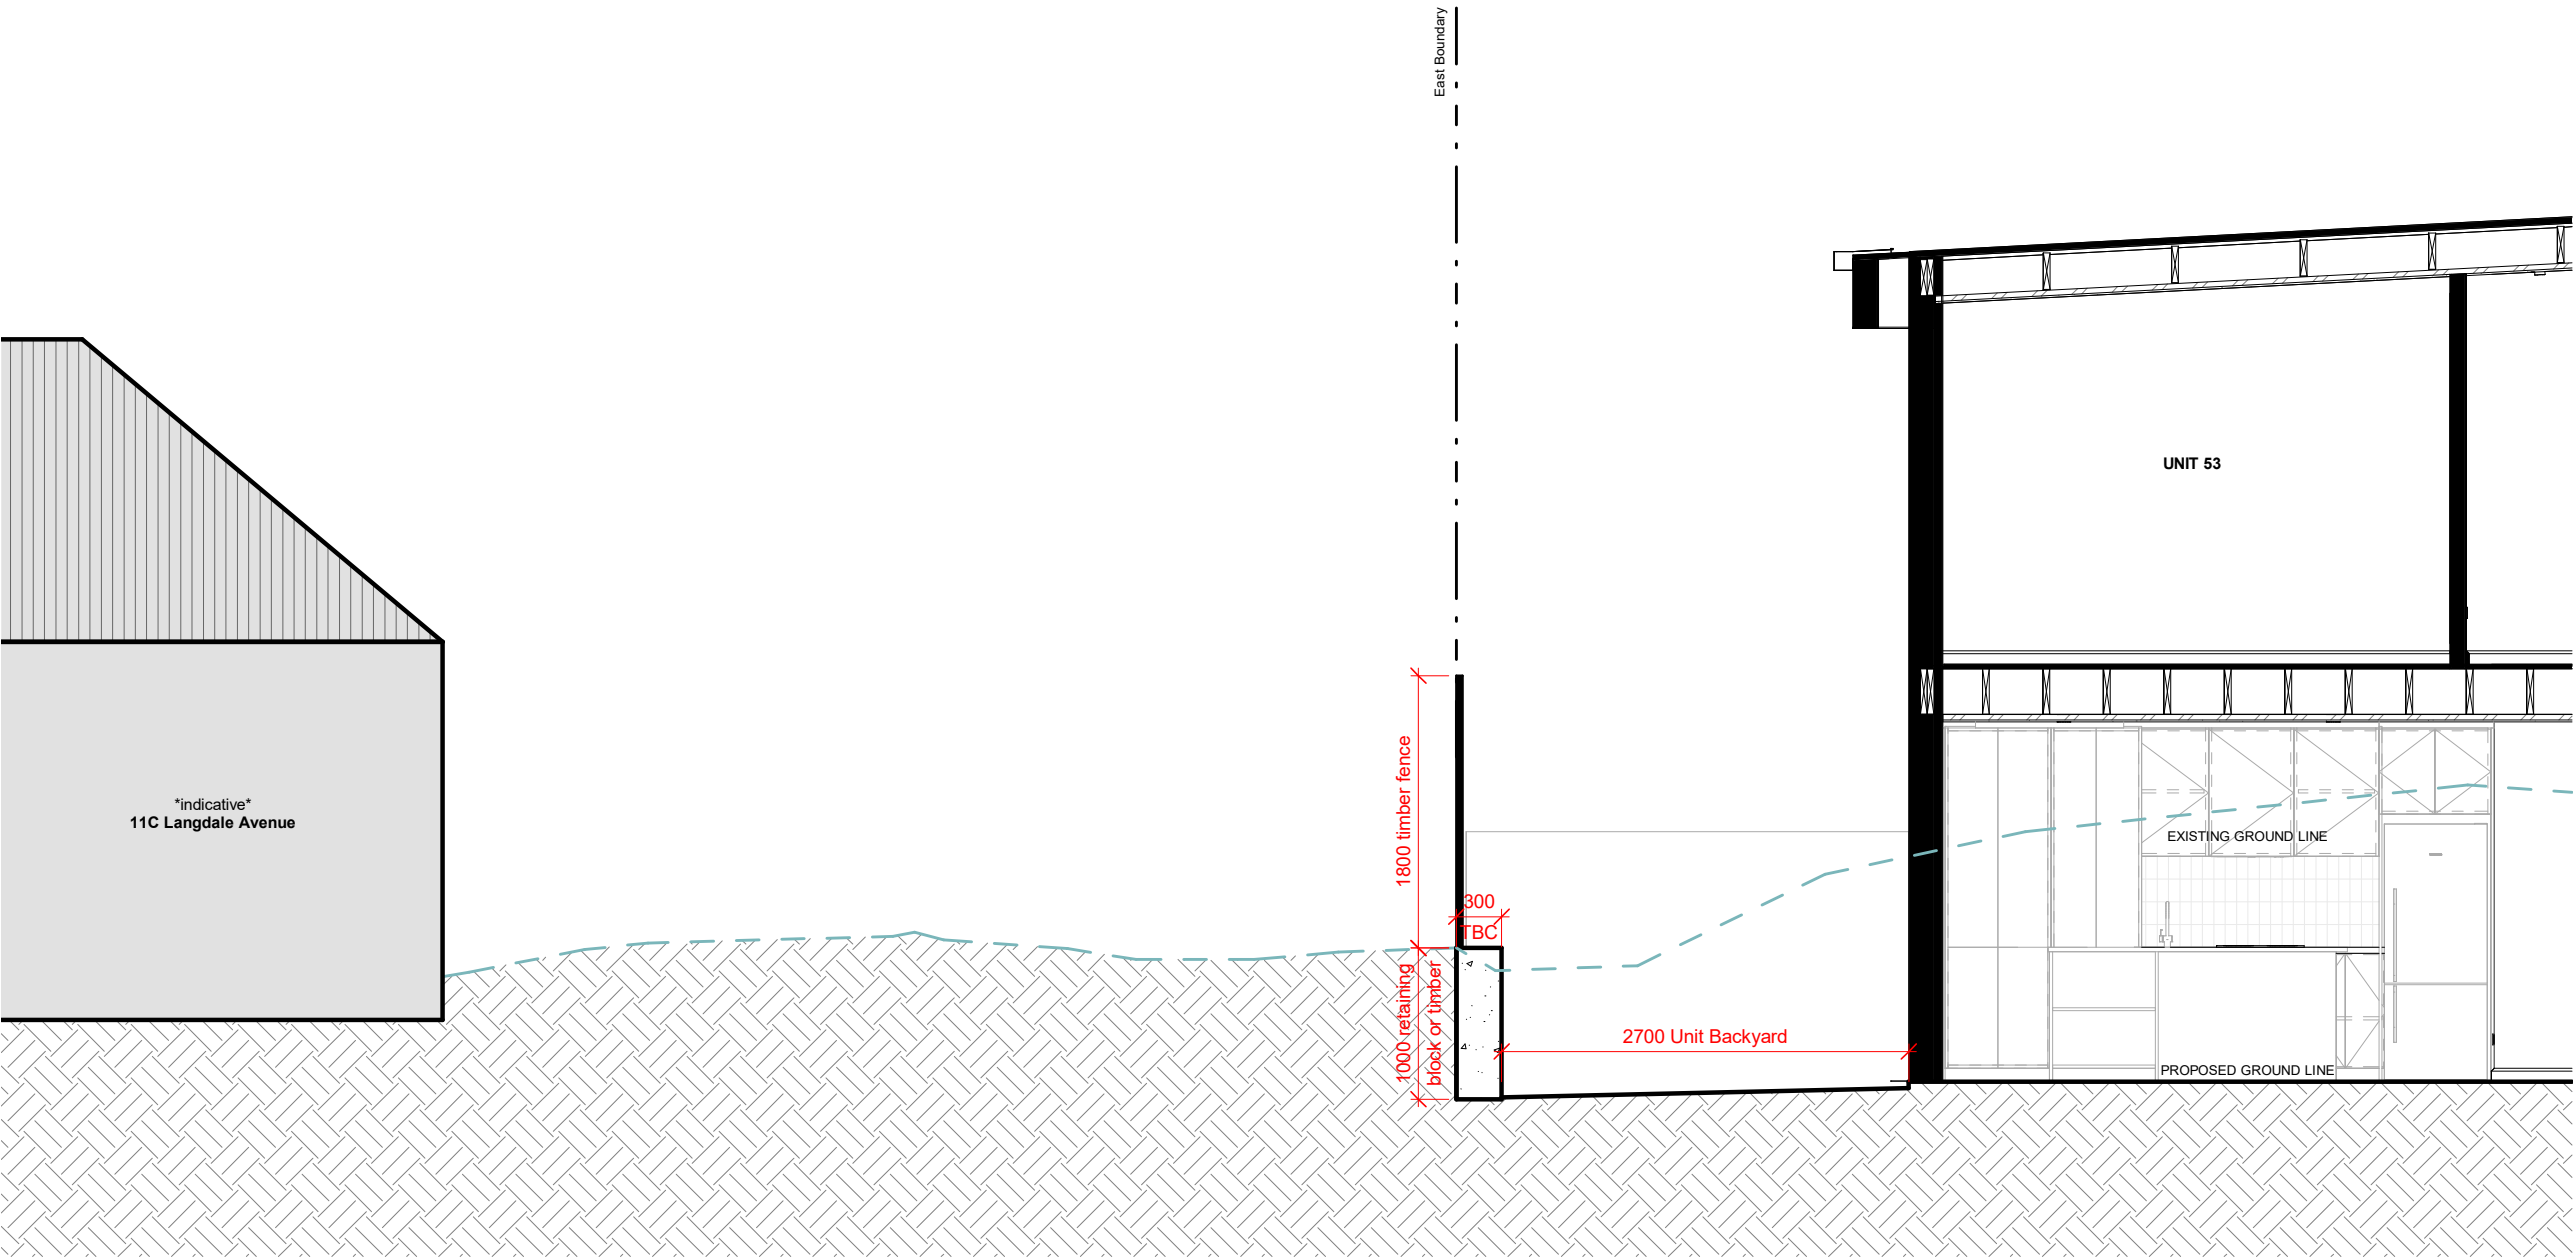 East Boundary
UNIT 53
1800 timber fence
*indicative*
11C Langdale Avenue
EXISTING GROUND LINE
300
TBC
1000 retaining
block or timber
2700 Unit Backyard
PROPOSED GROUND LINE